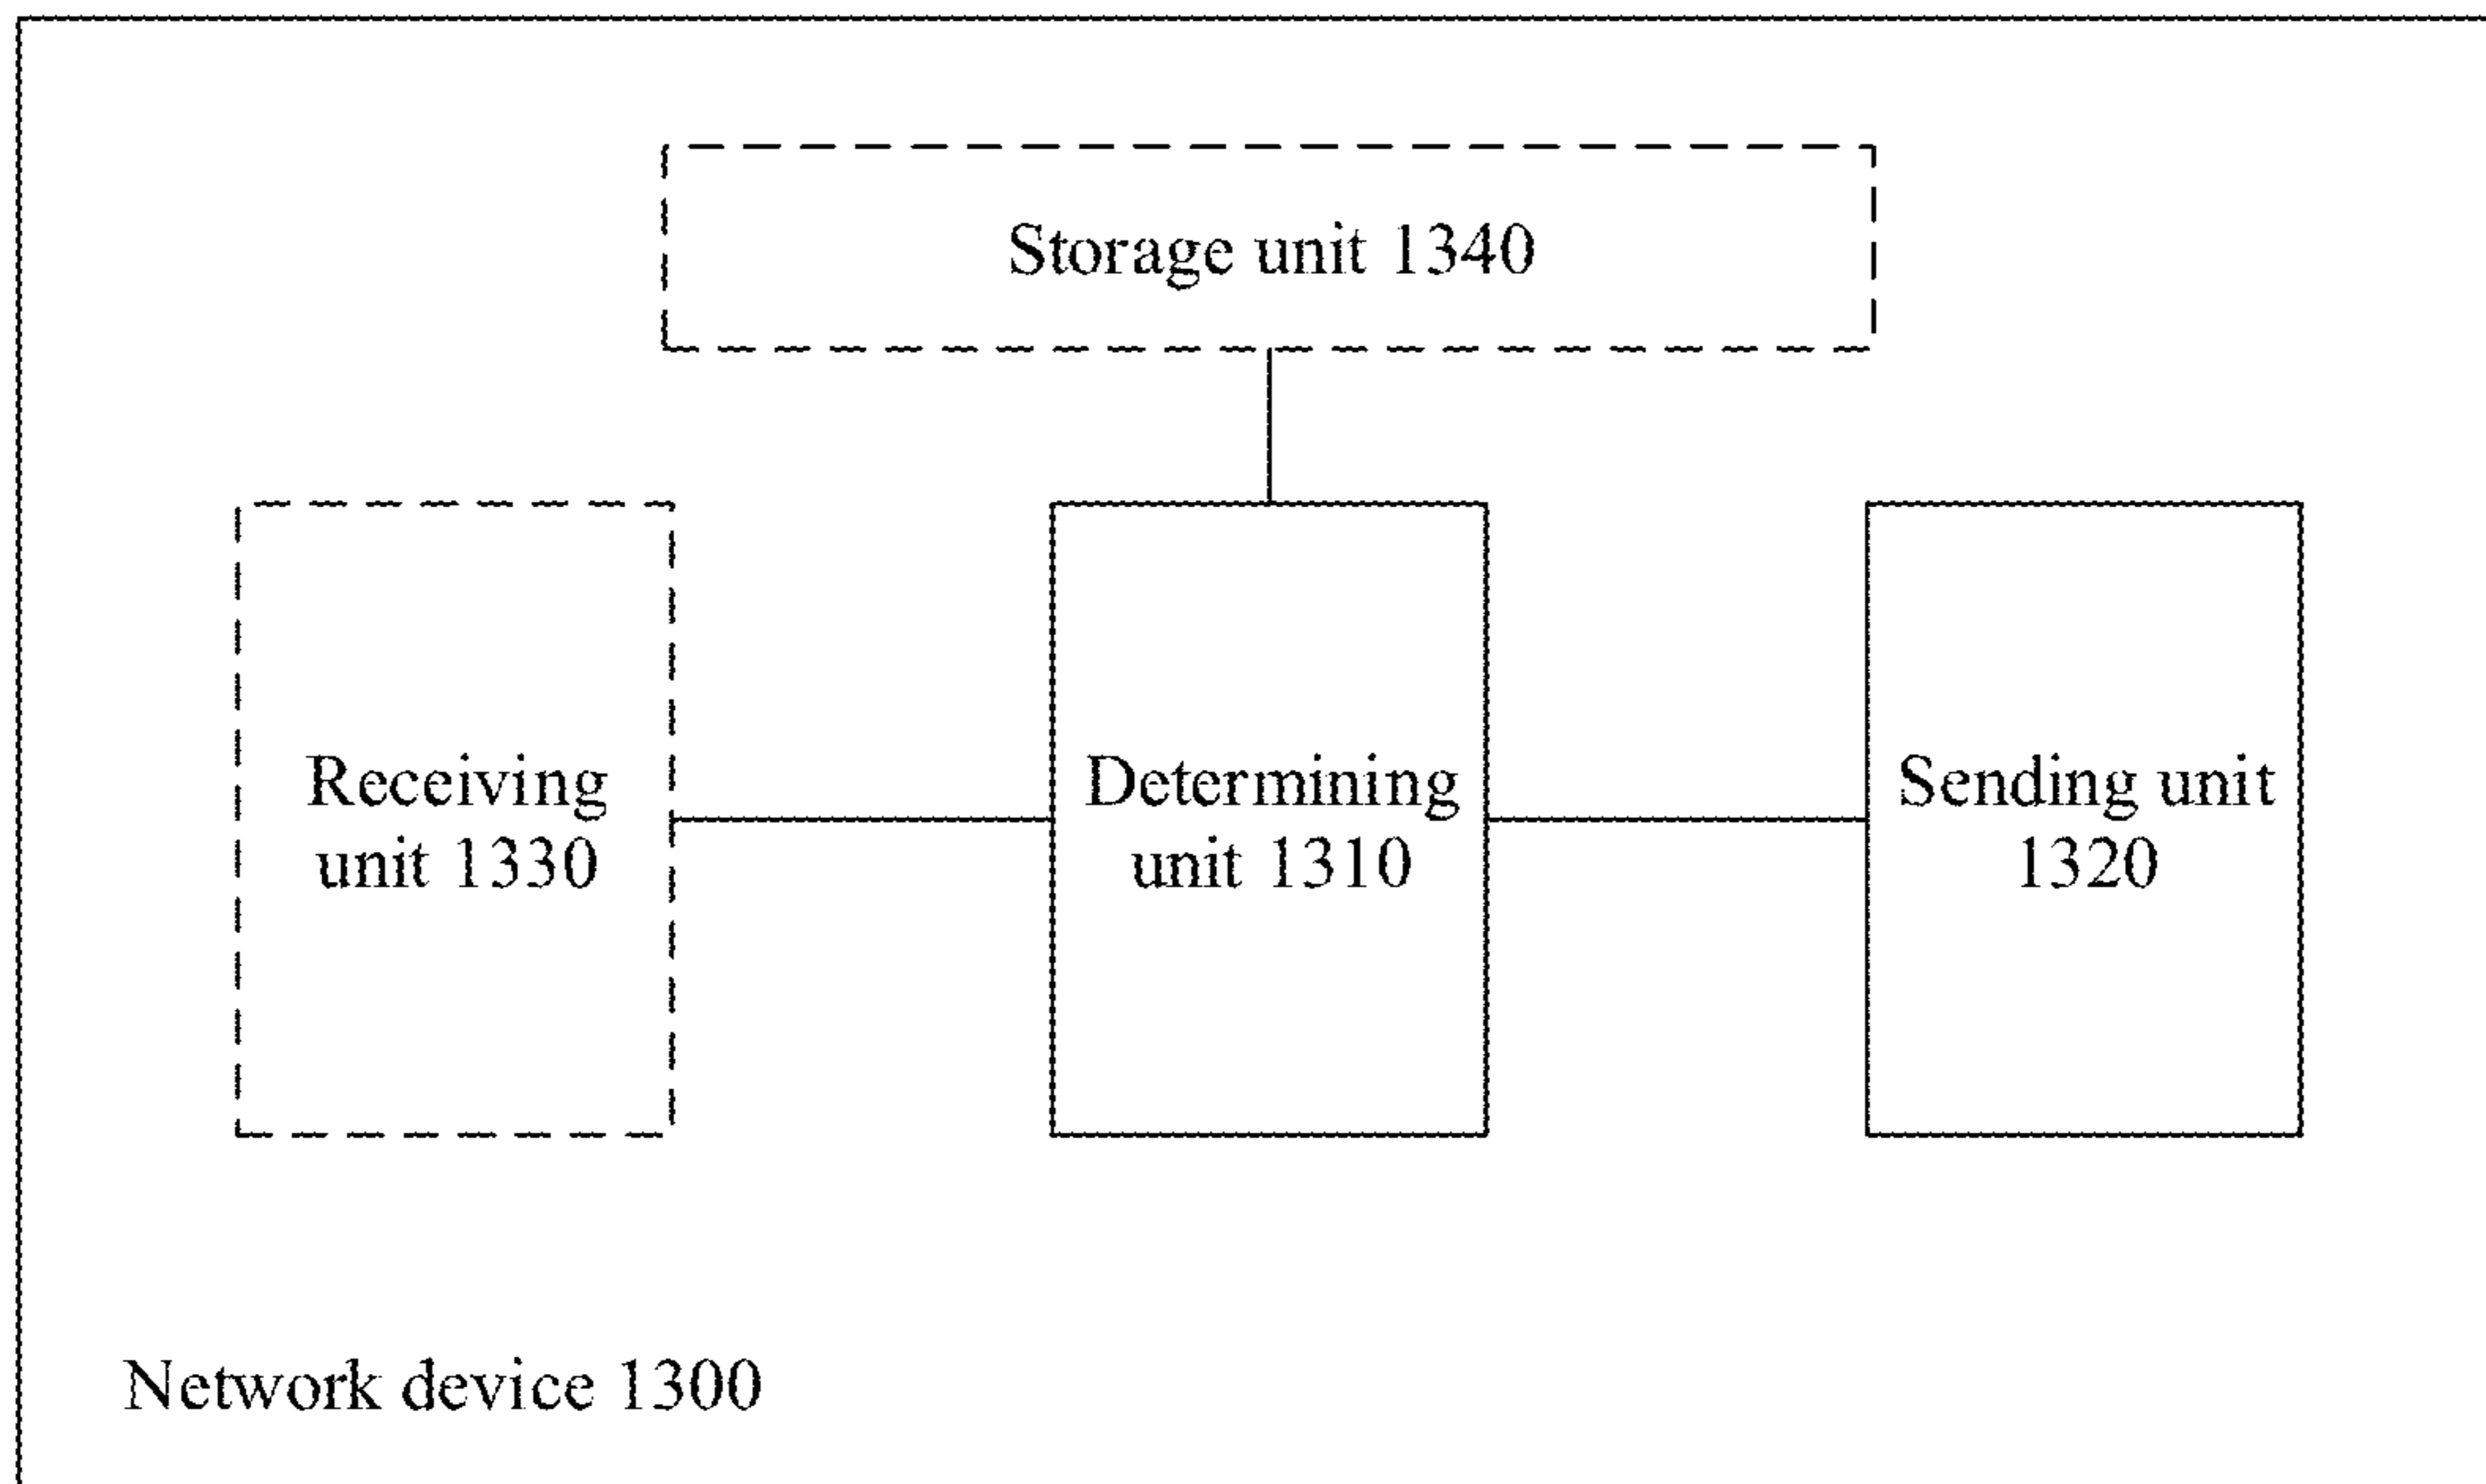 Storage unit 1340
Receiving
unit 1330
Determining
unit 1310
Sending unit
1320
Network device 1300